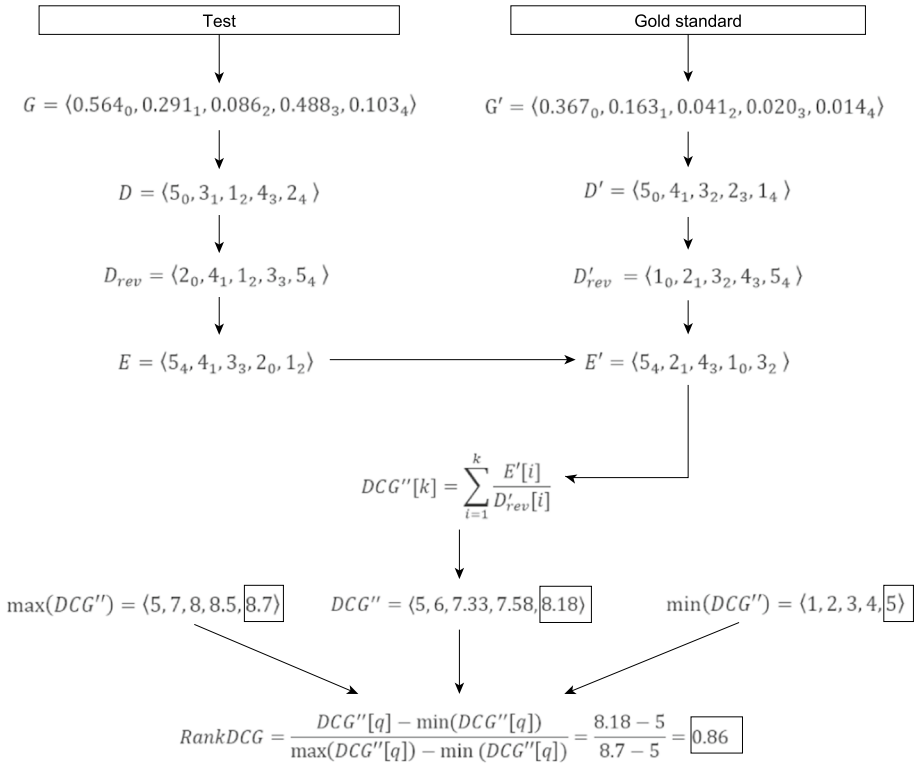 Test
Gold standard
G = ⟨0.564₀, 0.291₁, 0.086₂, 0.488₃, 0.103₄⟩
G′ = ⟨0.367₀, 0.163₁, 0.041₂, 0.020₃, 0.014₄⟩
D = ⟨5₀, 3₁, 1₂, 4₃, 2₄ ⟩
D′ = ⟨5₀, 4₁, 3₂, 2₃, 1₄ ⟩
D_rev = ⟨2₀, 4₁, 1₂, 3₃, 5₄ ⟩
D′_rev = ⟨1₀, 2₁, 3₂, 4₃, 5₄ ⟩
E = ⟨5₄, 4₁, 3₃, 2₀, 1₂⟩
E′ = ⟨5₄, 2₁, 4₃, 1₀, 3₂ ⟩
DCG′′[k] = ∑_{i=1}^{k} E′[i] / D′_rev[i]
max(DCG′′) = ⟨5, 7, 8, 8.5, 8.7⟩
DCG′′ = ⟨5, 6, 7.33, 7.58, 8.18⟩
min(DCG′′) = ⟨1, 2, 3, 4, 5⟩
RankDCG = (DCG′′[q] − min(DCG′′[q])) / (max(DCG′′[q]) − min (DCG′′[q])) = (8.18 − 5) / (8.7 − 5) = 0.86